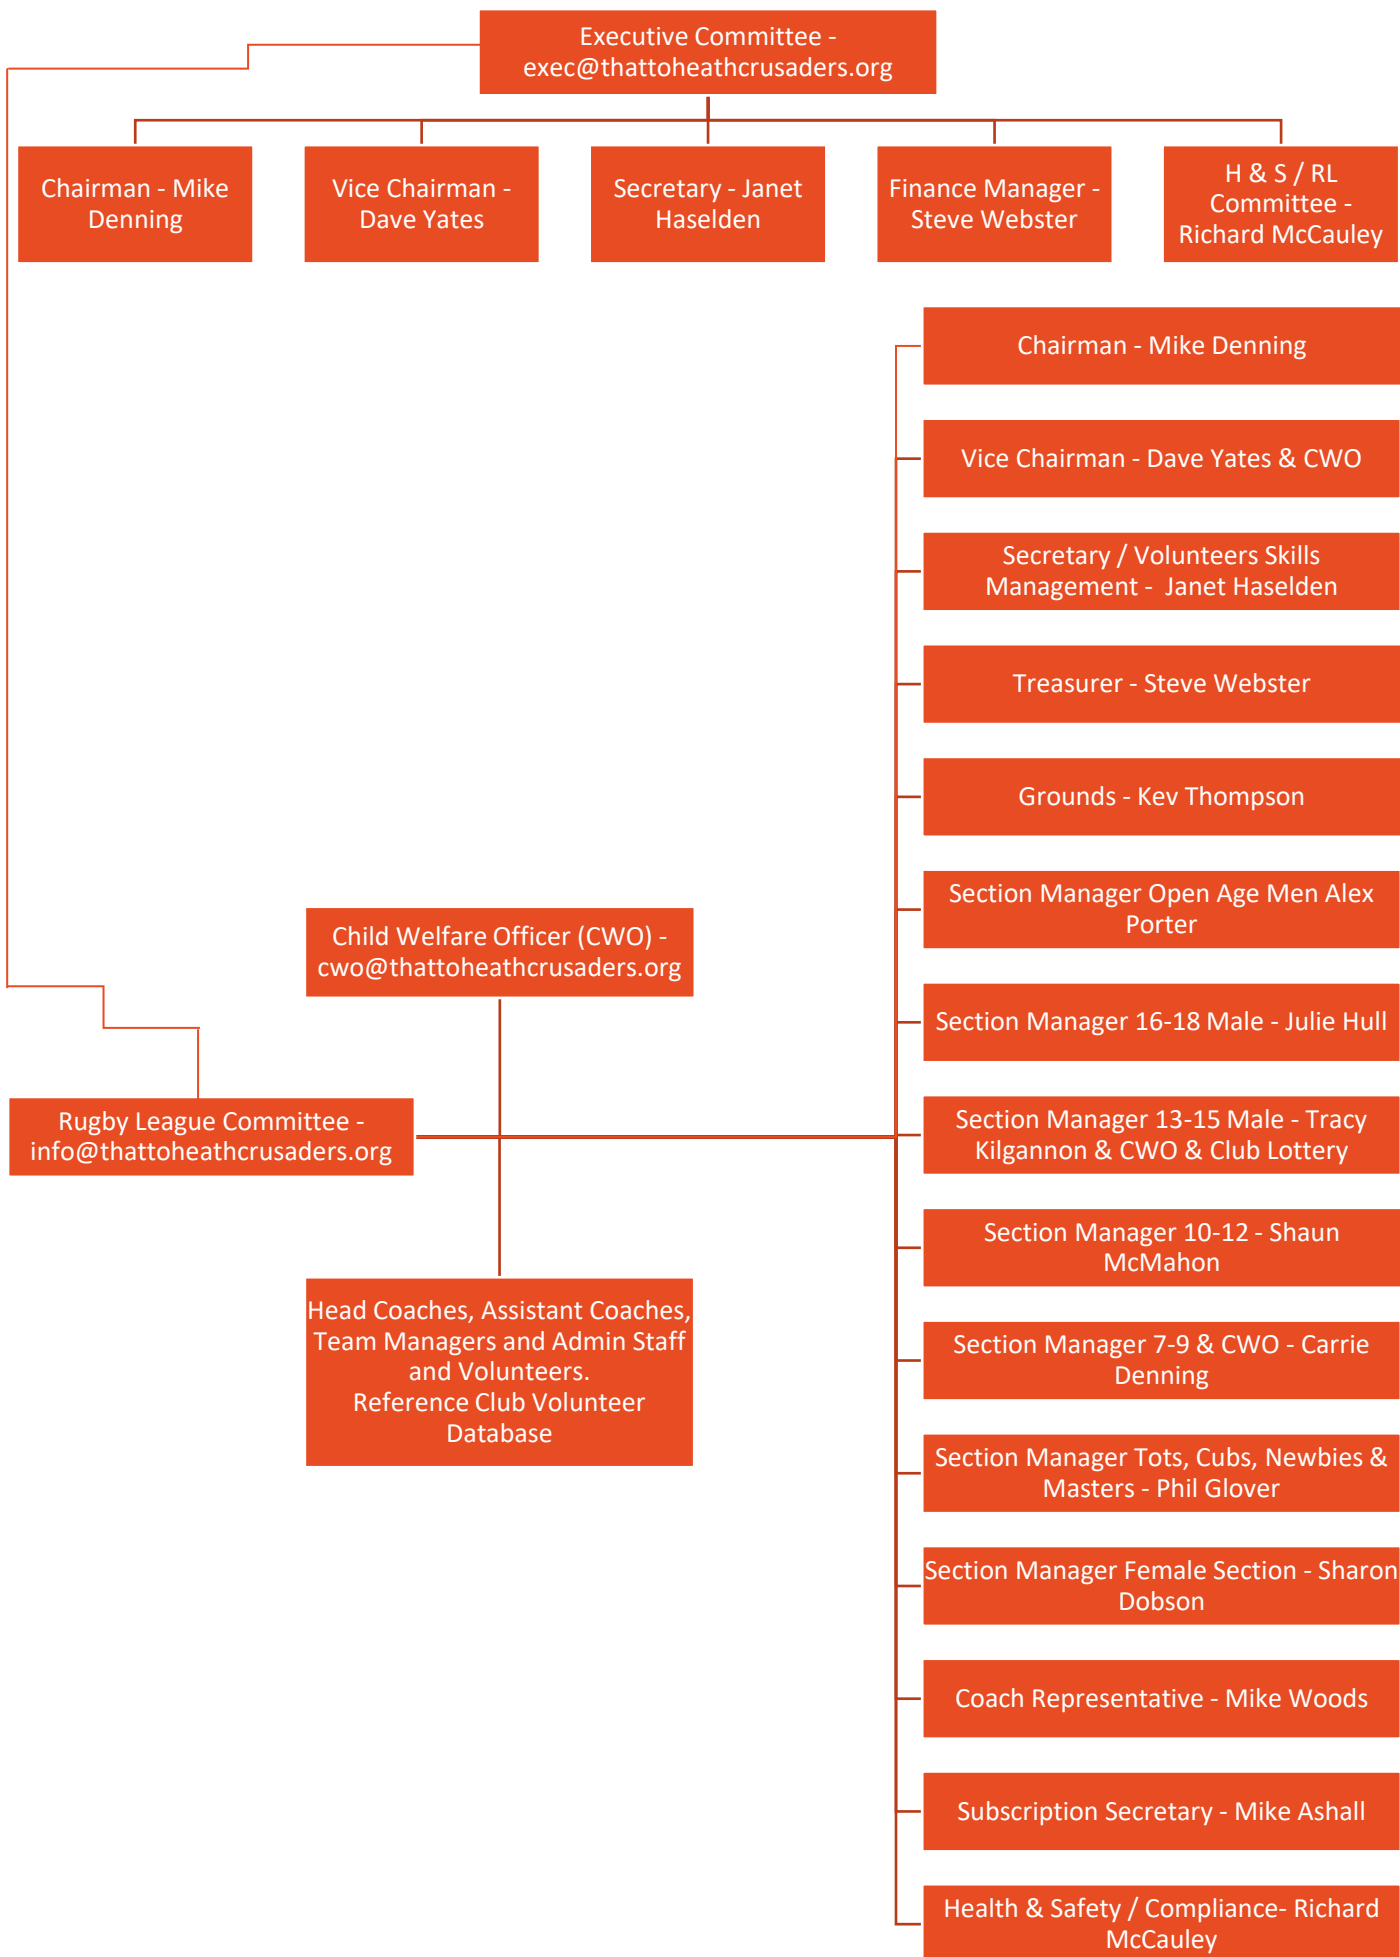 Executive Committee -
exec@thattoheathcrusaders.org
Chairman - Mike
Denning
Vice Chairman -
Dave Yates
Secretary - Janet
Haselden
Finance Manager -
Steve Webster
H & S / RL
Committee -
Richard McCauley
Chairman - Mike Denning
Vice Chairman - Dave Yates & CWO
Secretary / Volunteers Skills
Management - Janet Haselden
Treasurer - Steve Webster
Grounds - Kev Thompson
Section Manager Open Age Men Alex
Porter
Child Welfare Officer (CWO) -
cwo@thattoheathcrusaders.org
Section Manager 16-18 Male - Julie Hull
Rugby League Committee -
info@thattoheathcrusaders.org
Section Manager 13-15 Male - Tracy
Kilgannon & CWO & Club Lottery
Section Manager 10-12 - Shaun
McMahon
Head Coaches, Assistant Coaches,
Team Managers and Admin Staff
and Volunteers.
Reference Club Volunteer
Database
Section Manager 7-9 & CWO - Carrie
Denning
Section Manager Tots, Cubs, Newbies &
Masters - Phil Glover
Section Manager Female Section - Sharon
Dobson
Coach Representative - Mike Woods
Subscription Secretary - Mike Ashall
Health & Safety / Compliance- Richard
McCauley